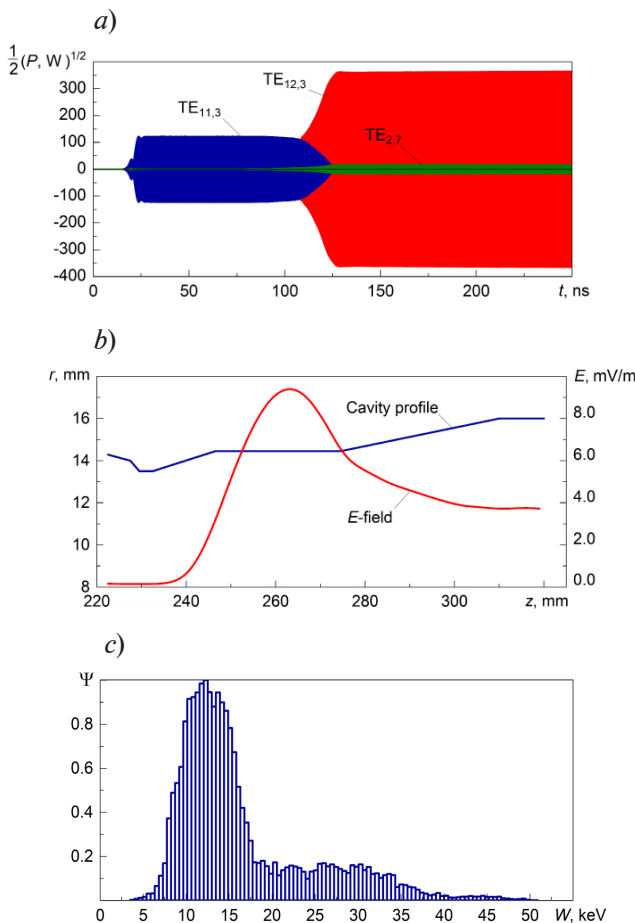 a)
½(P, W)^1/2
TE12,3
300
TE11,3
200
100
TE2,7
0
-100
-200
-300
-400
0 50 100 150 200 t, ns
b)
r, mm E, mV/m
16 Cavity profile 8.0
14 6.0
12 4.0
E-field
10 2.0
8 0.0
220 240 260 280 300 z, mm
c)
Ψ
0.8
0.6
0.4
0.2
0 5 10 15 20 25 30 35 40 45 50 W, keV